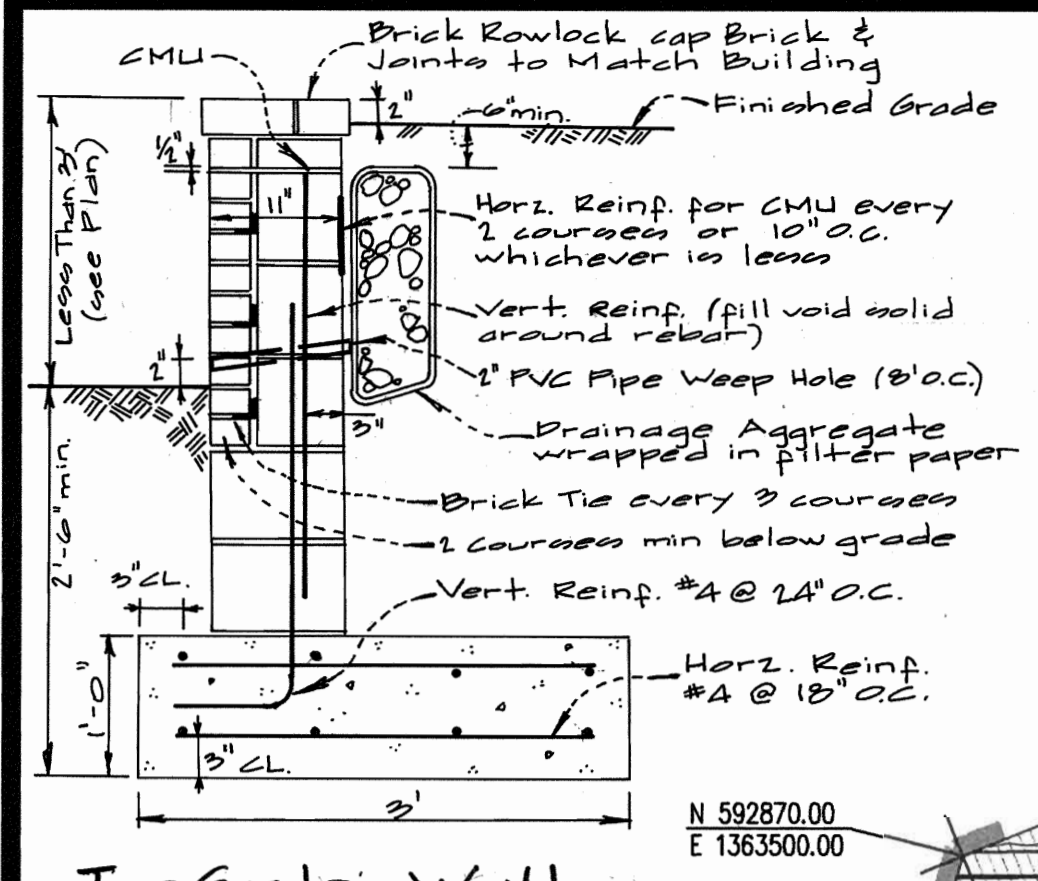 CMU
Brick Rowlock cap Brick &
Joints to Match Building
2"
6"min.
Finished Grade
1/2"
11"
Less Than 3'
(see Plan)
Horz. Reinf. for CMU every
2 courses or 10" O.C.
whichever is less
Vert. Reinf. (fill void solid
around rebar)
2"
2" PVC Pipe Weep Hole (8'O.C.)
3"
Drainage Aggregate
wrapped in filter paper
Brick Tie every 3 courses
2 courses min below grade
2'-6" min.
3" CL.
Vert. Reinf. #4 @ 24" O.C.
Horz. Reinf.
#4 @ 18" O.C.
1'-0"
3" CL.
3'
N 592870.00
E 1363500.00
Wall